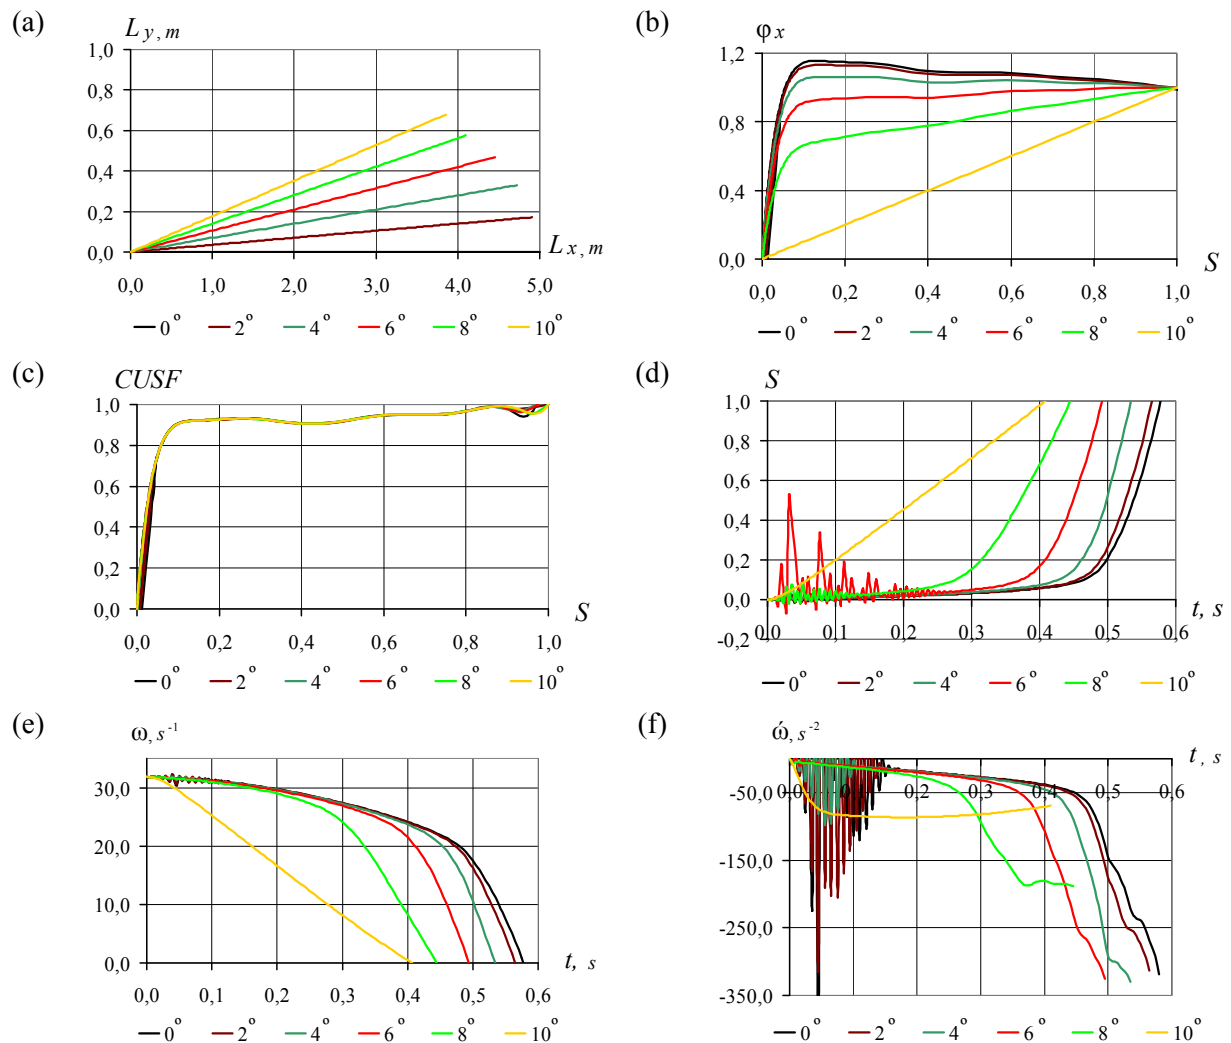 (a)
L y, m
1,0
0,8
0,6
0,4
0,2
0,0
L x, m
0,0 1,0 2,0 3,0 4,0 5,0
0° 2° 4° 6° 8° 10°
(b)
φx
1,2
0,8
0,4
0,0
S
0,0 0,2 0,4 0,6 0,8 1,0
0° 2° 4° 6° 8° 10°
(c)
CUSF
1,0
0,8
0,6
0,4
0,2
0,0
S
0,0 0,2 0,4 0,6 0,8 1,0
0° 2° 4° 6° 8° 10°
(d)
S
1,0
0,8
0,6
0,4
0,2
0,0
-0,2
t, s
0,0 0,1 0,2 0,3 0,4 0,5 0,6
0° 2° 4° 6° 8° 10°
(e)
ω, s⁻¹
30,0
20,0
10,0
0,0
t, s
0,0 0,1 0,2 0,3 0,4 0,5 0,6
0° 2° 4° 6° 8° 10°
(f)
ώ, s⁻²
t, s
0,0 0,1 0,2 0,3 0,4 0,5 0,6
-50,0
-150,0
-250,0
-350,0
0° 2° 4° 6° 8° 10°